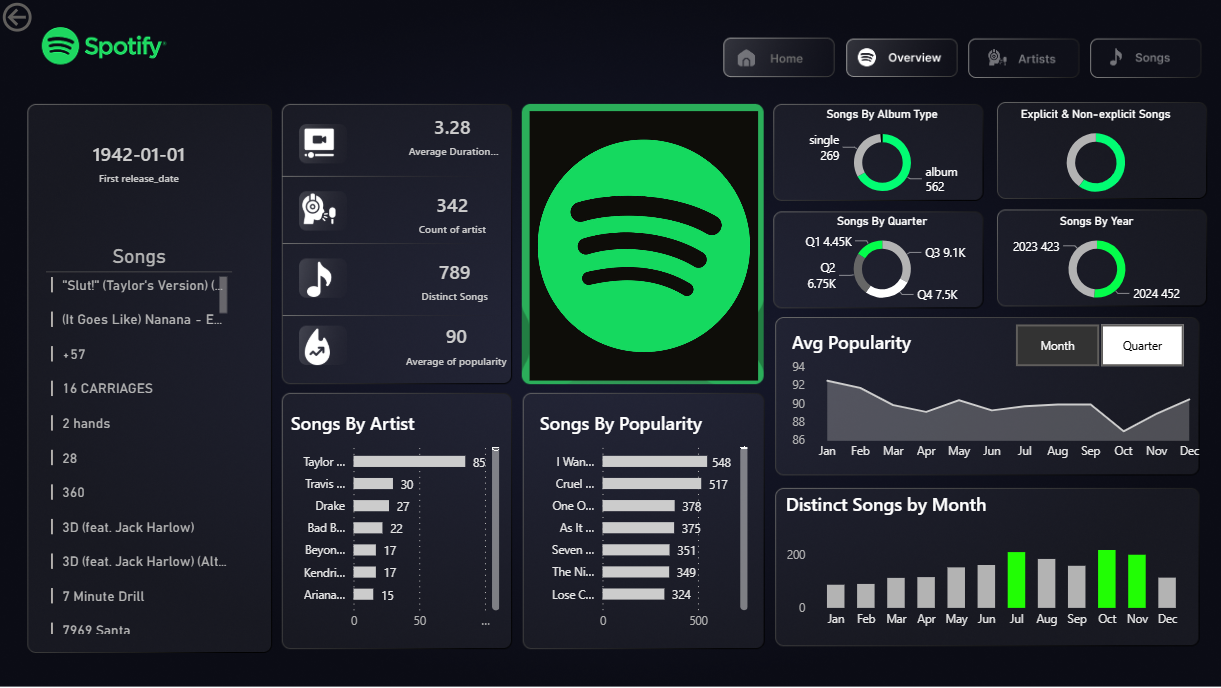 Spotify
Home
Overview
Artists
Songs
1942-01-01
First release_date
Songs
"Slut!" (Taylor's Version) (...
(It Goes Like) Nanana - E...
+57
16 CARRIAGES
2 hands
28
360
3D (feat. Jack Harlow)
3D (feat. Jack Harlow) (Alt...
7 Minute Drill
7969 Santa
3.28
Average Duration...
342
Count of artist
789
Distinct Songs
90
Average of popularity
Songs By Artist
Taylor ... 85
Travis ... 30
Drake 27
Bad B... 22
Beyon... 17
Kendri... 17
Ariana... 15
0 50 ...
Songs By Popularity
I Wan... 548
Cruel ... 517
One O... 378
As It ... 375
Seven ... 351
The Ni... 349
Lose C... 324
0 500
Songs By Album Type
single
269
album
562
Explicit & Non-explicit Songs
Songs By Quarter
Q1 4.45K
Q3 9.1K
Q2
6.75K
Q4 7.5K
Songs By Year
2023 423
2024 452
Avg Popularity
Month
Quarter
94
92
90
88
86
Jan Feb Mar Apr May Jun Jul Aug Sep Oct Nov Dec
Distinct Songs by Month
200
0
Jan Feb Mar Apr May Jun Jul Aug Sep Oct Nov Dec